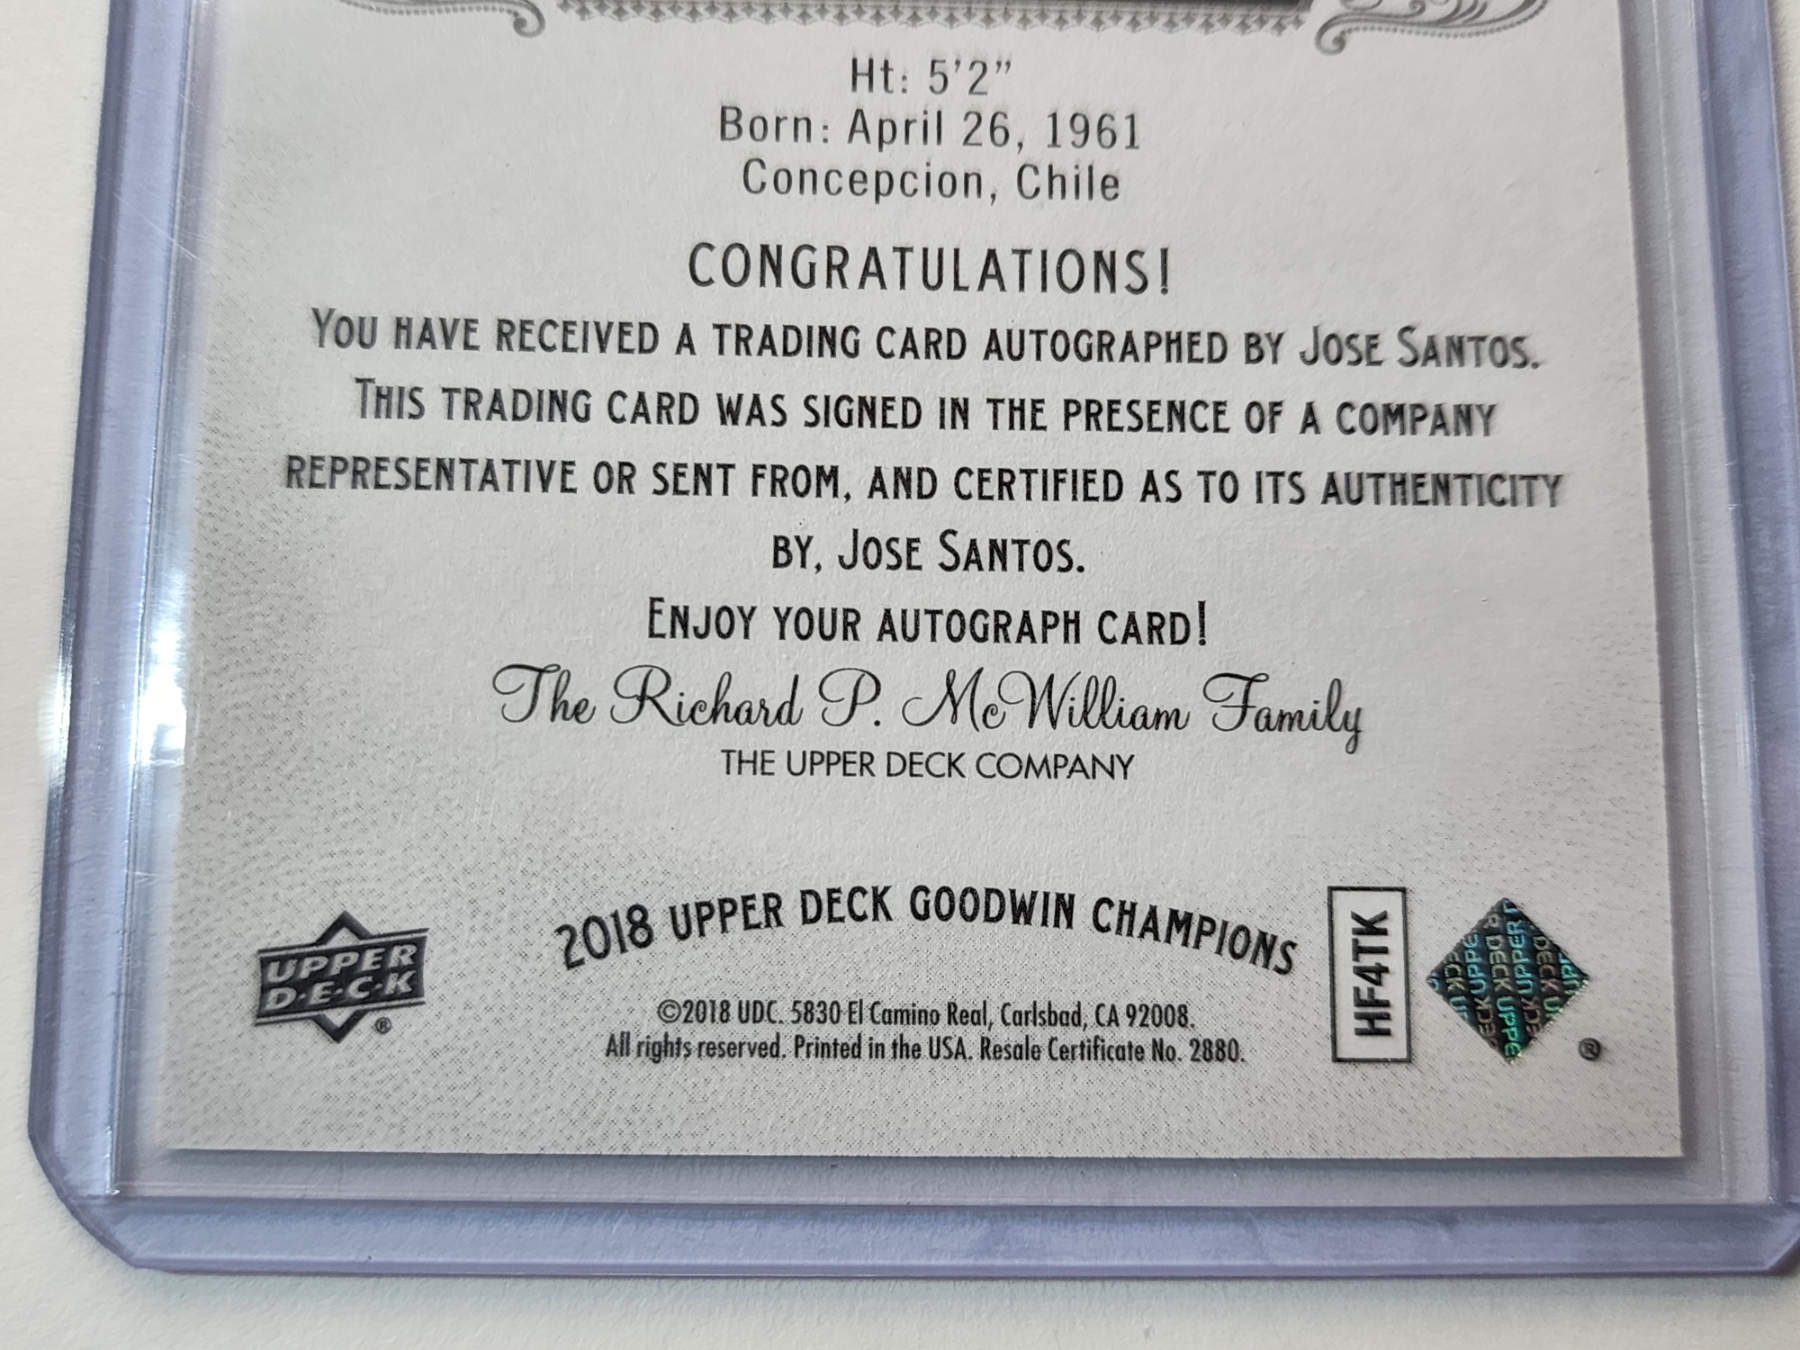 Ht: 5’2”
Born: April 26, 1961
Concepcion, Chile
CONGRATULATIONS!
YOU HAVE RECEIVED A TRADING CARD AUTOGRAPHED BY JOSE SANTOS.
THIS TRADING CARD WAS SIGNED IN THE PRESENCE OF A COMPANY
REPRESENTATIVE OR SENT FROM, AND CERTIFIED AS TO ITS AUTHENTICITY
BY, JOSE SANTOS.
ENJOY YOUR AUTOGRAPH CARD!
The Richard P. McWilliam Family
THE UPPER DECK COMPANY
2018 UPPER DECK GOODWIN CHAMPIONS
UPPER
D·E·C·K
®
©2018 UDC. 5830 El Camino Real, Carlsbad, CA 92008.
All rights reserved. Printed in the USA. Resale Certificate No. 2880.
HF4TK
UPPER DECK
®